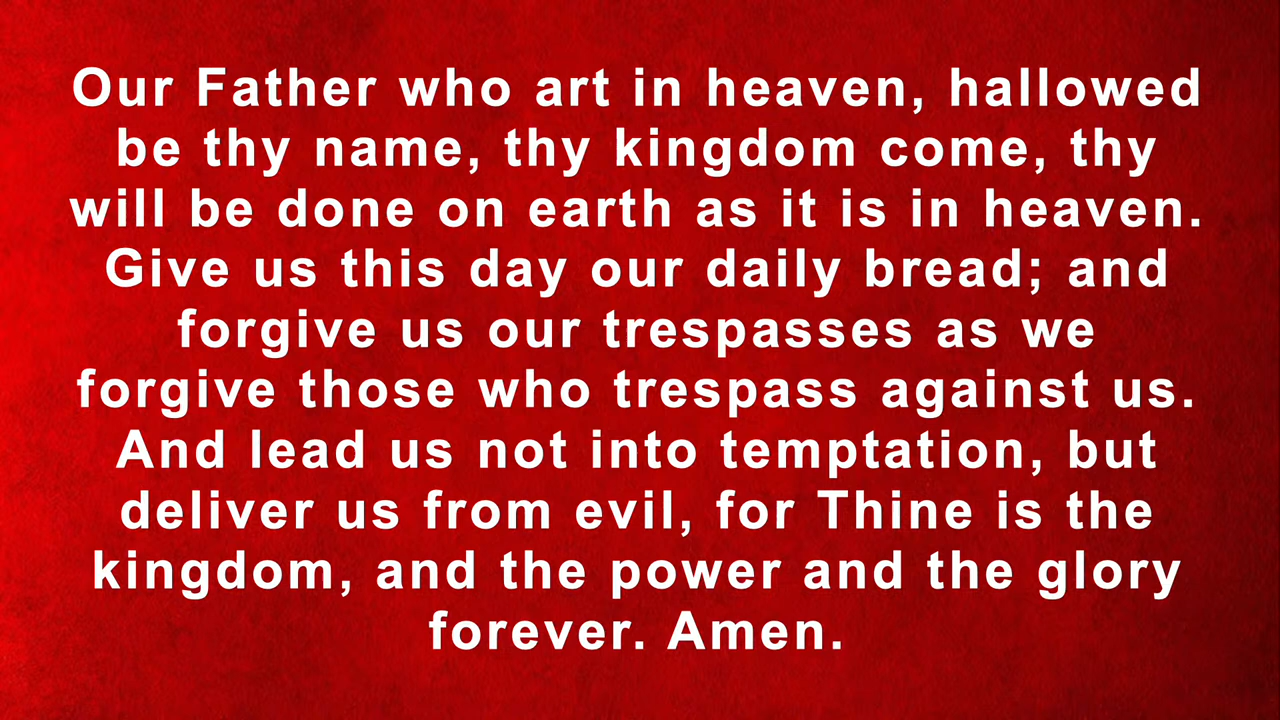 Our Father who art in heaven, hallowed
be thy name, thy kingdom come, thy
will be done on earth as it is in heaven.
Give us this day our daily bread; and
forgive us our trespasses as we
forgive those who trespass against us.
And lead us not into temptation, but
deliver us from evil, for Thine is the
kingdom, and the power and the glory
forever. Amen.